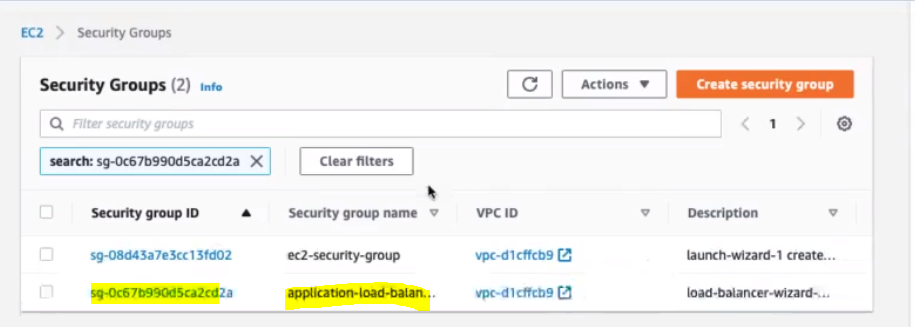 EC2 > Security Groups
Security Groups (2) Info
Actions ▼ Create security group
Filter security groups
< 1 >
search: sg-0c67b990d5ca2cd2a × Clear filters
Security group ID ▲ Security group name ▽ VPC ID ▽ Description ▽
sg-08d43a7e3cc13fd02 ec2-security-group vpc-d1cffcb9 launch-wizard-1 create...
sg-0c67b990d5ca2cd2a application-load-balan... vpc-d1cffcb9 load-balancer-wizard-...